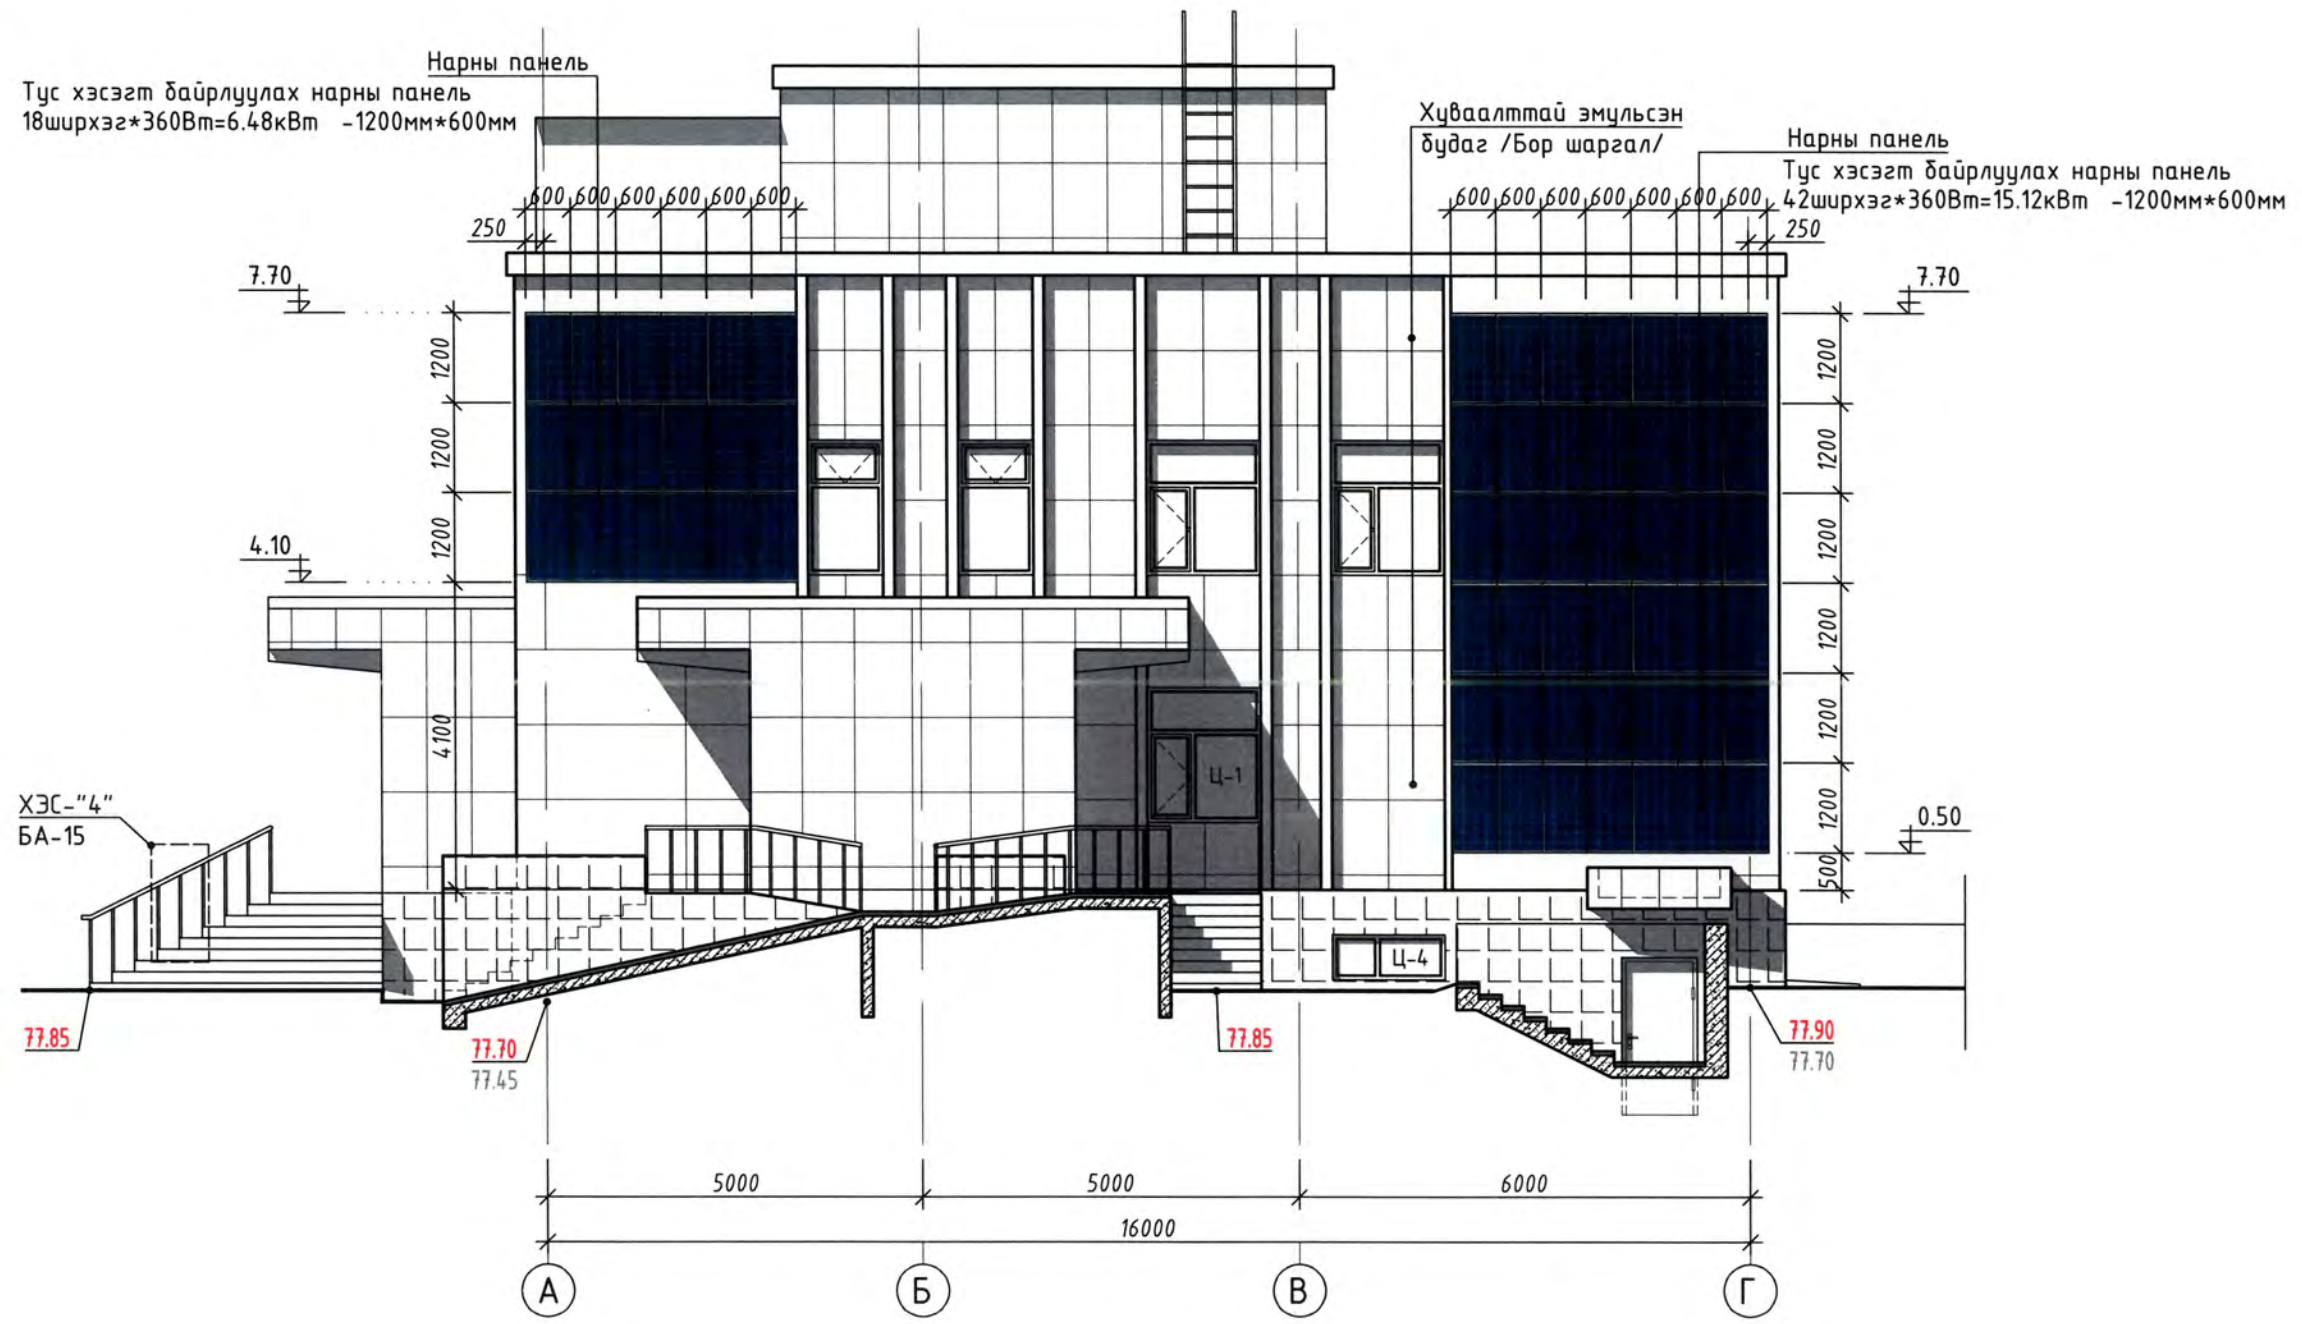 Нарны панель
Тус хэсэгт байрлуулах нарны панель
18ширхэг*360Вт=6.48кВт -1200мм*600мм
Хуваалттай эмульсэн
будаг /Бор шаргал/
Нарны панель
Тус хэсэгт байрлуулах нарны панель
42ширхэг*360Вт=15.12кВт -1200мм*600мм
600 600 600 600 600 600
250
600 600 600 600 600 600 600
250
7.70
7.70
1200
1200
1200
4.10
4100
1200
1200
1200
1200
1200
1200
500
0.50
Ц-1
ХЭС-"4"
БА-15
Ц-4
77.85
77.70
77.45
77.85
77.90
77.70
5000
5000
6000
16000
А
Б
В
Г